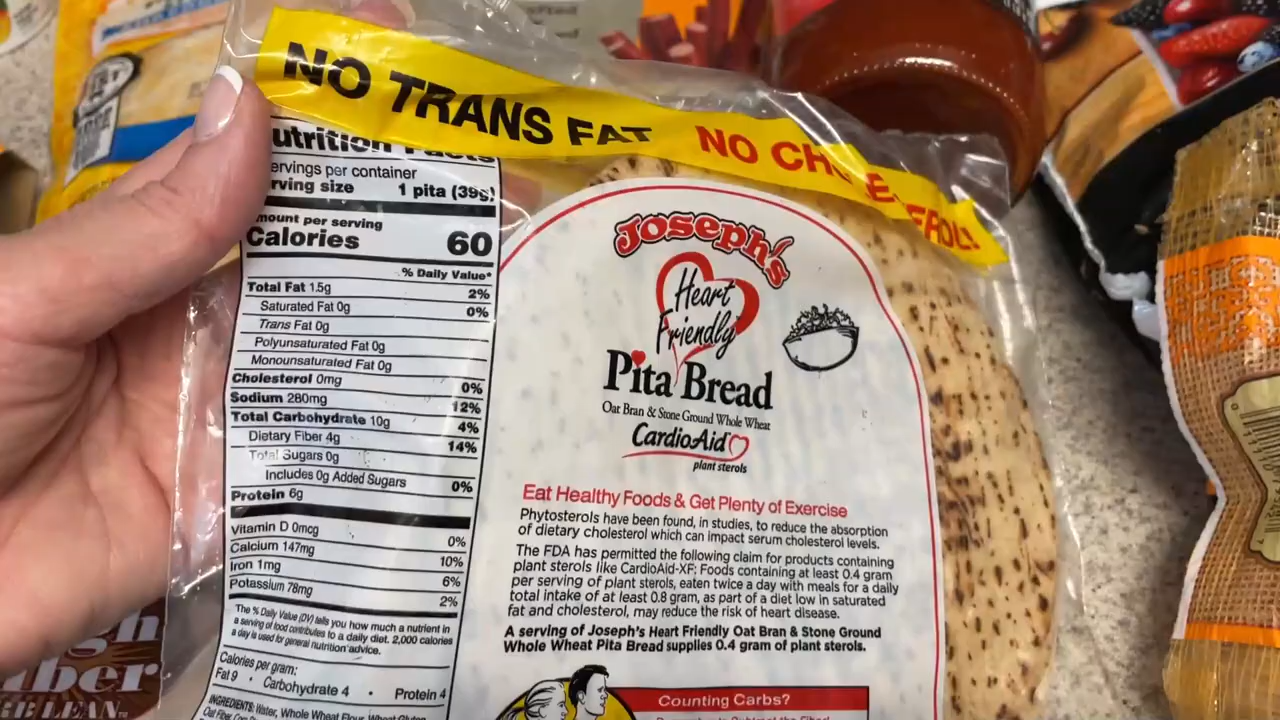 NO TRANS FAT NO CH
utrition Facts
ervings per container
rving size 1 pita (39g)
mount per serving
Calories 60
% Daily Value*
Total Fat 1.5g 2%
Saturated Fat 0g 0%
Trans Fat 0g
Polyunsaturated Fat 0g
Monounsaturated Fat 0g
Cholesterol 0mg 0%
Sodium 280mg 12%
Total Carbohydrate 10g 4%
Dietary Fiber 4g 14%
Total Sugars 0g
Includes 0g Added Sugars 0%
Protein 6g
Vitamin D 0mcg 0%
Calcium 147mg 10%
Iron 1mg 6%
Potassium 78mg 2%
The % Daily Value (DV) tells you how much a nutrient in
a serving of food contributes to a daily diet. 2,000 calories
a day is used for general nutrition advice.
Calories per gram:
Fat 9 • Carbohydrate 4 • Protein 4
INGREDIENTS: Water, Whole Wheat Flour, Wheat Gluten,
Joseph's
Heart
Friendly
Pita Bread
Oat Bran & Stone Ground Whole Wheat
CardioAid
plant sterols
Eat Healthy Foods & Get Plenty of Exercise
Phytosterols have been found, in studies, to reduce the absorption
of dietary cholesterol which can impact serum cholesterol levels.
The FDA has permitted the following claim for products containing
plant sterols like CardioAid-XF: Foods containing at least 0.4 gram
per serving of plant sterols, eaten twice a day with meals for a daily
total intake of at least 0.8 gram, as part of a diet low in saturated
fat and cholesterol, may reduce the risk of heart disease.
A serving of Joseph's Heart Friendly Oat Bran & Stone Ground
Whole Wheat Pita Bread supplies 0.4 gram of plant sterols.
Counting Carbs?